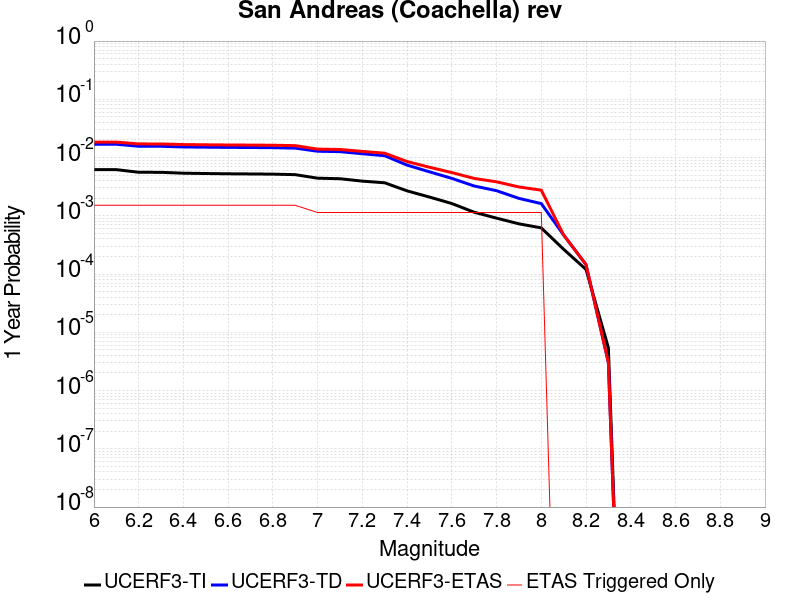 San Andreas (Coachella) rev
10^0
10^-1
10^-2
10^-3
10^-4
10^-5
10^-6
10^-7
10^-8
1 Year Probability
6 6.2 6.4 6.6 6.8 7 7.2 7.4 7.6 7.8 8 8.2 8.4 8.6 8.8 9
Magnitude
UCERF3-TI UCERF3-TD UCERF3-ETAS ETAS Triggered Only